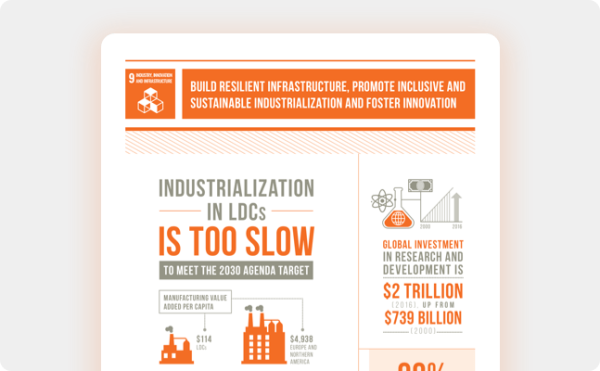 9 INDUSTRY, INNOVATION
AND INFRASTRUCTURE
BUILD RESILIENT INFRASTRUCTURE, PROMOTE INCLUSIVE AND
SUSTAINABLE INDUSTRIALIZATION AND FOSTER INNOVATION
INDUSTRIALIZATION
IN LDCs
IS TOO SLOW
TO MEET THE 2030 AGENDA TARGET
MANUFACTURING VALUE
ADDED PER CAPITA
$114
LDCs
$4,938
EUROPE AND
NORTHERN
AMERICA
2000 2016
GLOBAL INVESTMENT
IN RESEARCH AND
DEVELOPMENT IS
$2 TRILLION
(2016), UP FROM
$739 BILLION
(2000)